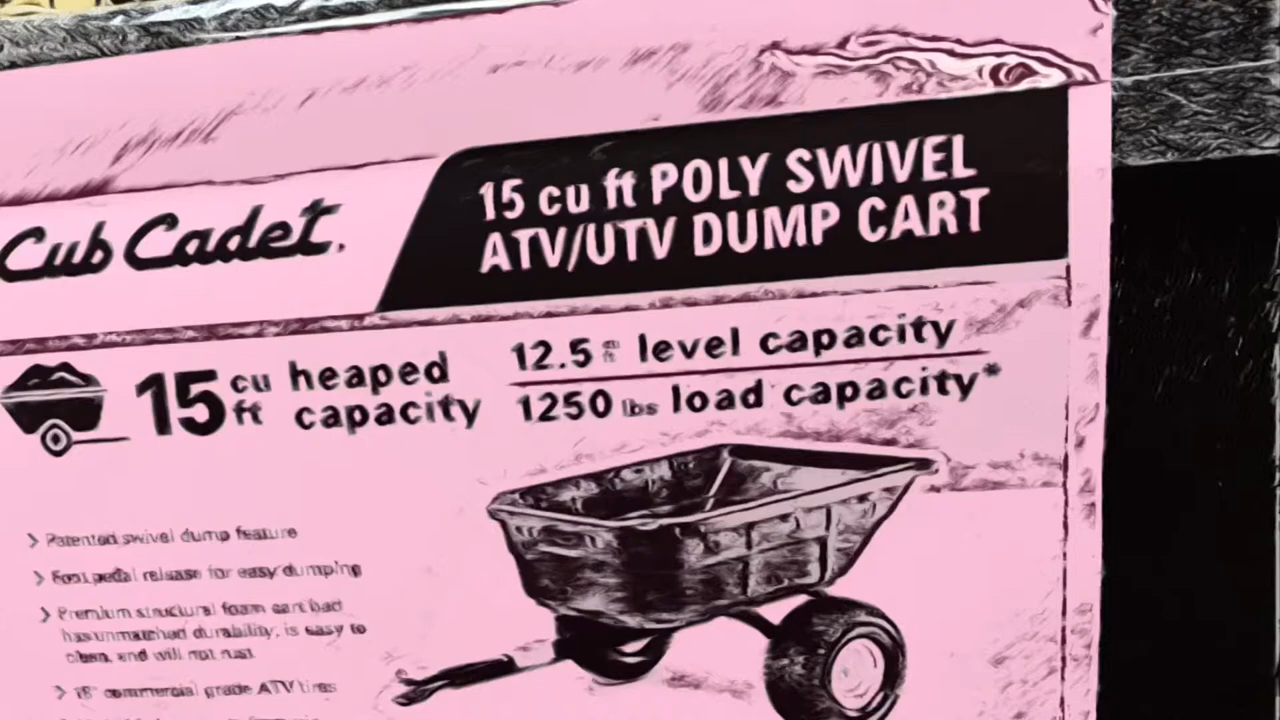 Cub Cadet.
15 cu ft POLY SWIVEL
ATV/UTV DUMP CART
15 cu ft heaped capacity
12.5 level capacity
1250 lbs load capacity*
> Patented swivel dump feature
> Foot pedal release for easy dumping
> Premium structural foam cart bed
has unmatched durability, is easy to
clean, and will not rust
> 18" commercial grade ATV tires